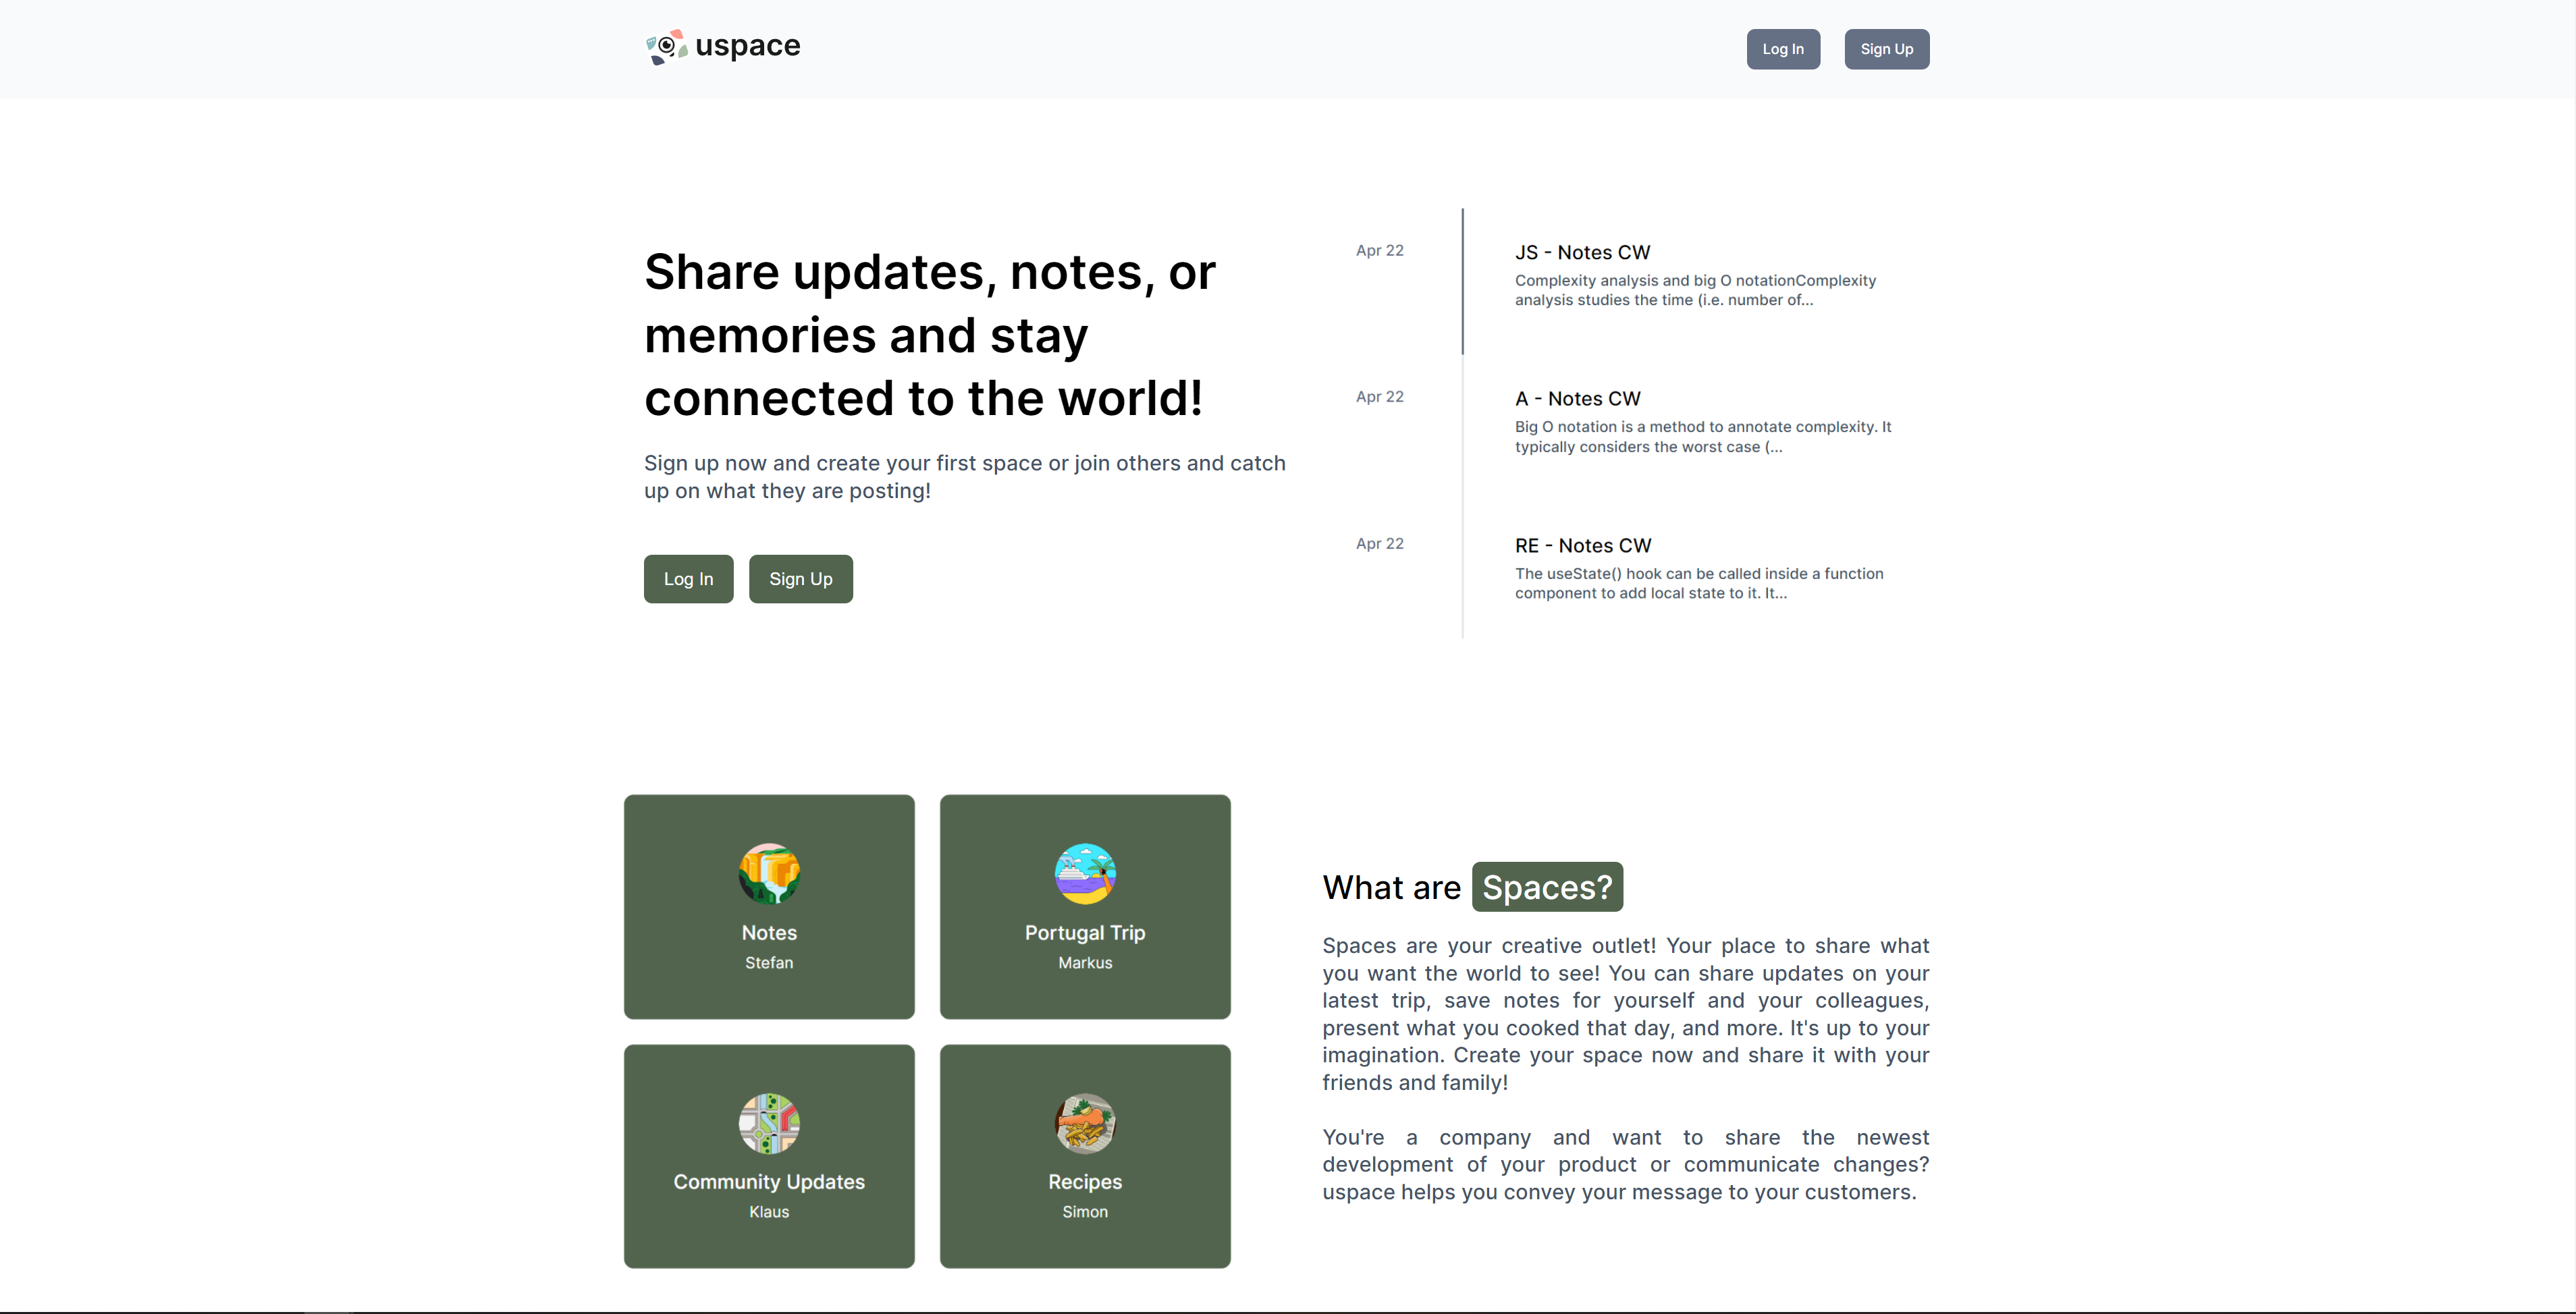 uspace
Log In
Sign Up
Share updates, notes, or
memories and stay
connected to the world!
Sign up now and create your first space or join others and catch
up on what they are posting!
Log In
Sign Up
Apr 22
JS - Notes CW
Complexity analysis and big O notationComplexity
analysis studies the time (i.e. number of...
Apr 22
A - Notes CW
Big O notation is a method to annotate complexity. It
typically considers the worst case (...
Apr 22
RE - Notes CW
The useState() hook can be called inside a function
component to add local state to it. It...
Notes
Stefan
Portugal Trip
Markus
Community Updates
Klaus
Recipes
Simon
What are Spaces?
Spaces are your creative outlet! Your place to share what
you want the world to see! You can share updates on your
latest trip, save notes for yourself and your colleagues,
present what you cooked that day, and more. It's up to your
imagination. Create your space now and share it with your
friends and family!
You're a company and want to share the newest
development of your product or communicate changes?
uspace helps you convey your message to your customers.